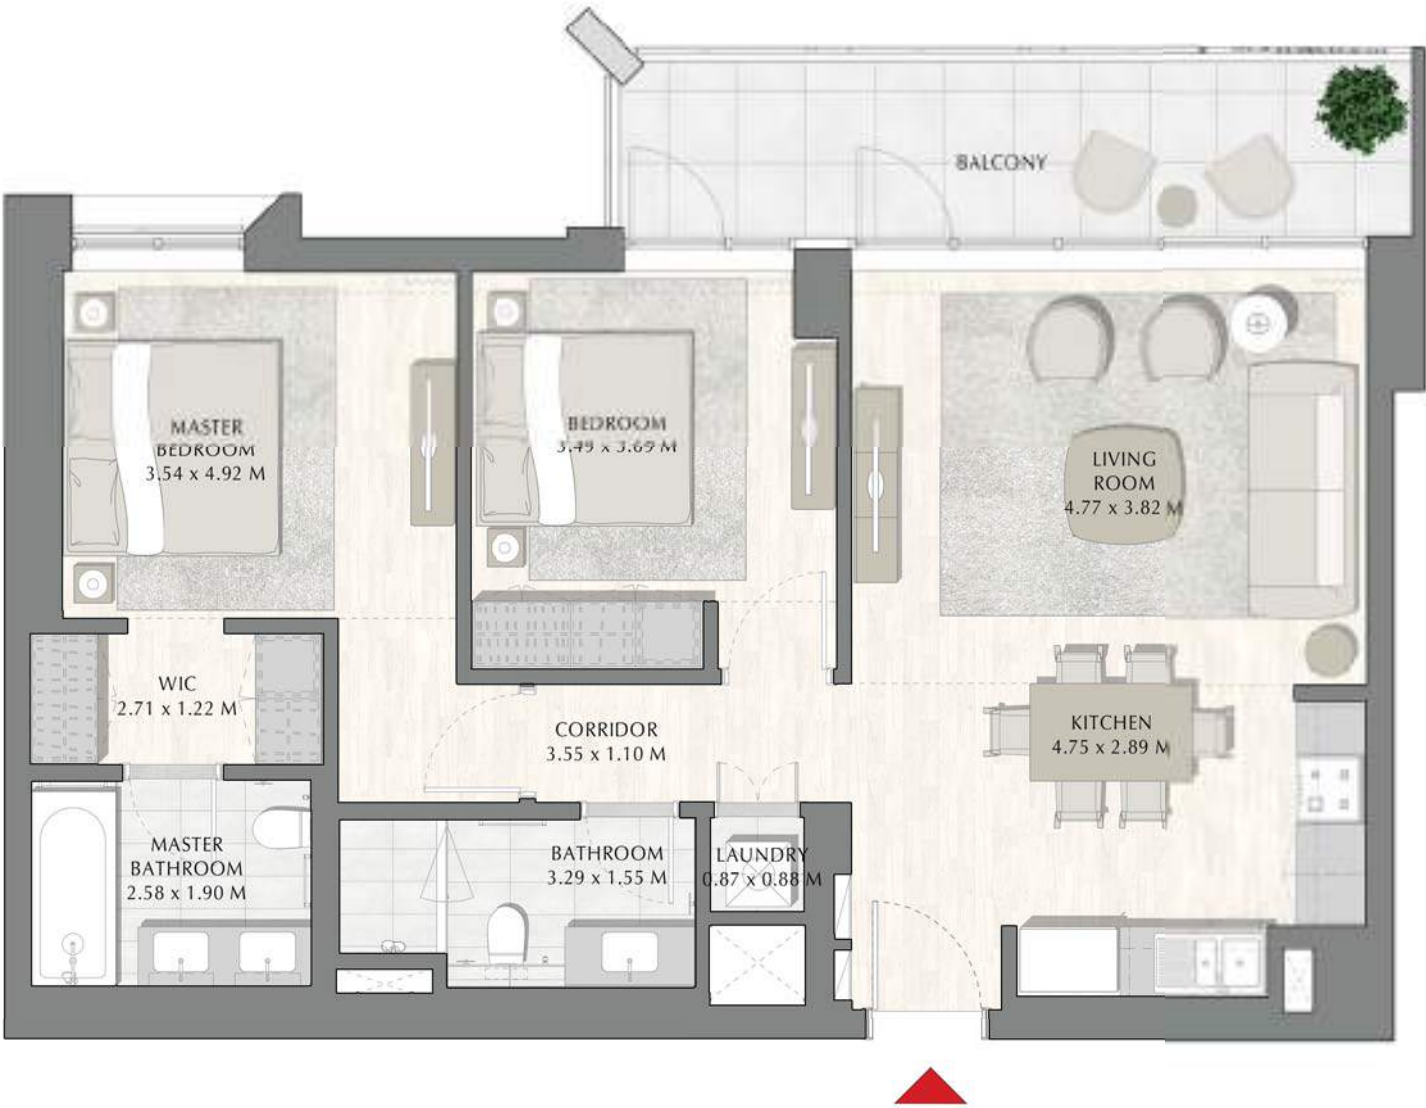 BALCONY
MASTER
BEDROOM
3.54 x 4.92 M
BEDROOM
3.49 x 3.69 M
LIVING
ROOM
4.77 x 3.82 M
WIC
2.71 x 1.22 M
CORRIDOR
3.55 x 1.10 M
KITCHEN
4.75 x 2.89 M
MASTER
BATHROOM
2.58 x 1.90 M
BATHROOM
3.29 x 1.55 M
LAUNDRY
0.87 x 0.88 M